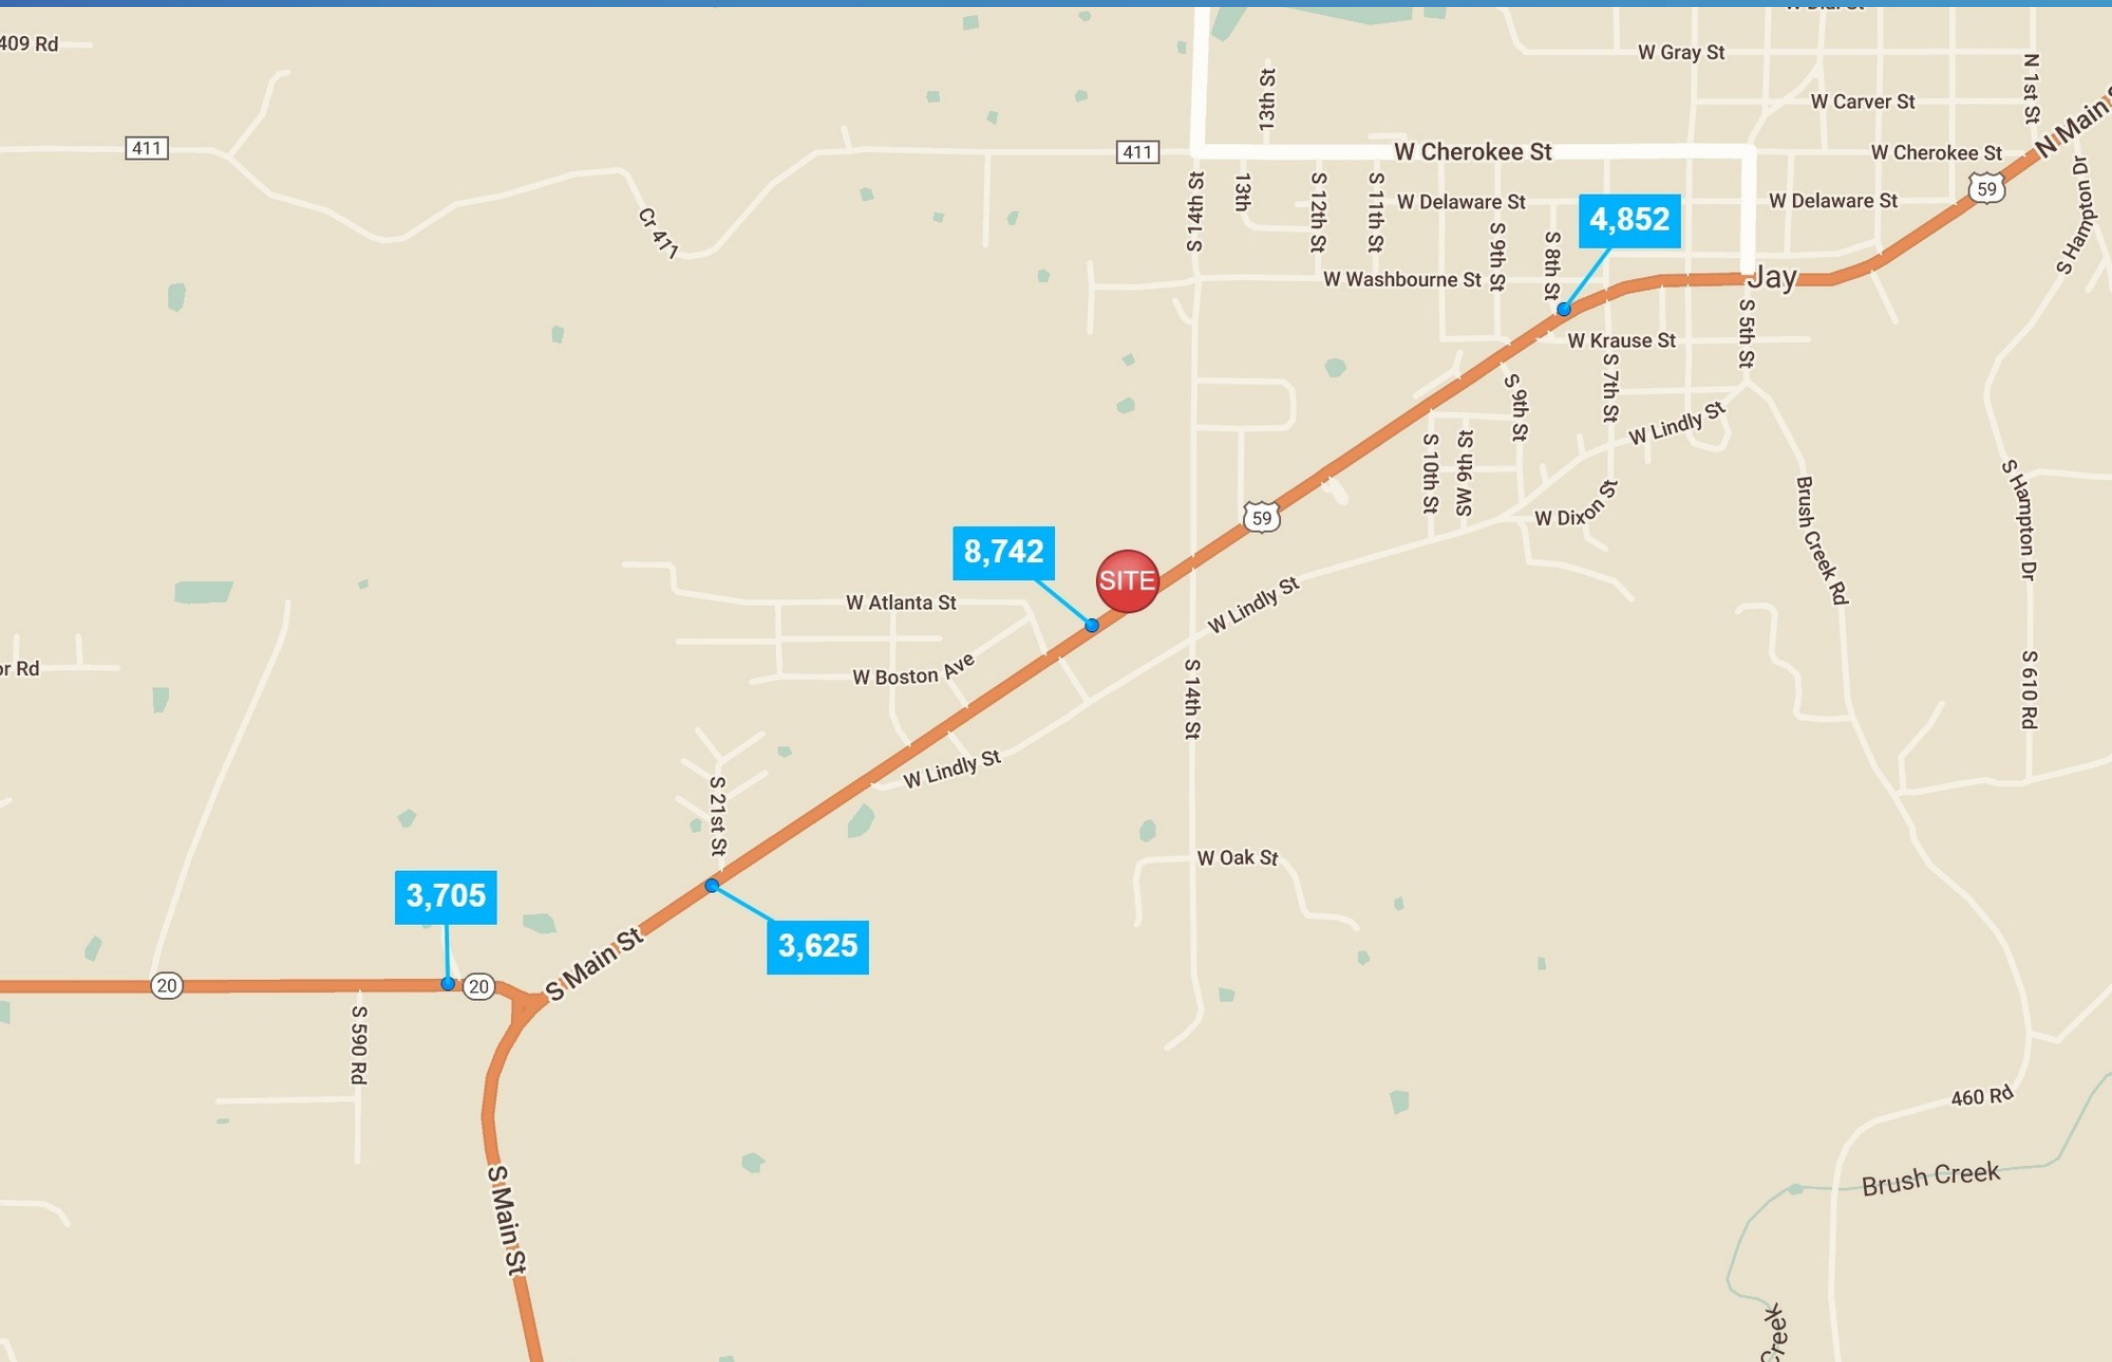 409 Rd
W Gray St
N 1st St
13th St
W Carver St
N Main S
411
411
W Cherokee St
W Cherokee St
59
S Hampton Dr
Cr 411
S 14th St
13th
S 12th St
S 11th St
W Delaware St
W Delaware St
4,852
S 9th St
S 8th St
W Washbourne St
Jay
W Krause St
S 5th St
S 7th St
S 9th St
W Lindly St
S 10th St
SW 9th St
W Dixon St
Brush Creek Rd
S Hampton Dr
59
8,742
SITE
W Atlanta St
W Lindly St
or Rd
W Boston Ave
S 14th St
S 610 Rd
W Lindly St
S 21st St
W Oak St
3,705
3,625
S Main St
20
20
S 590 Rd
460 Rd
S Main St
Brush Creek
Creek